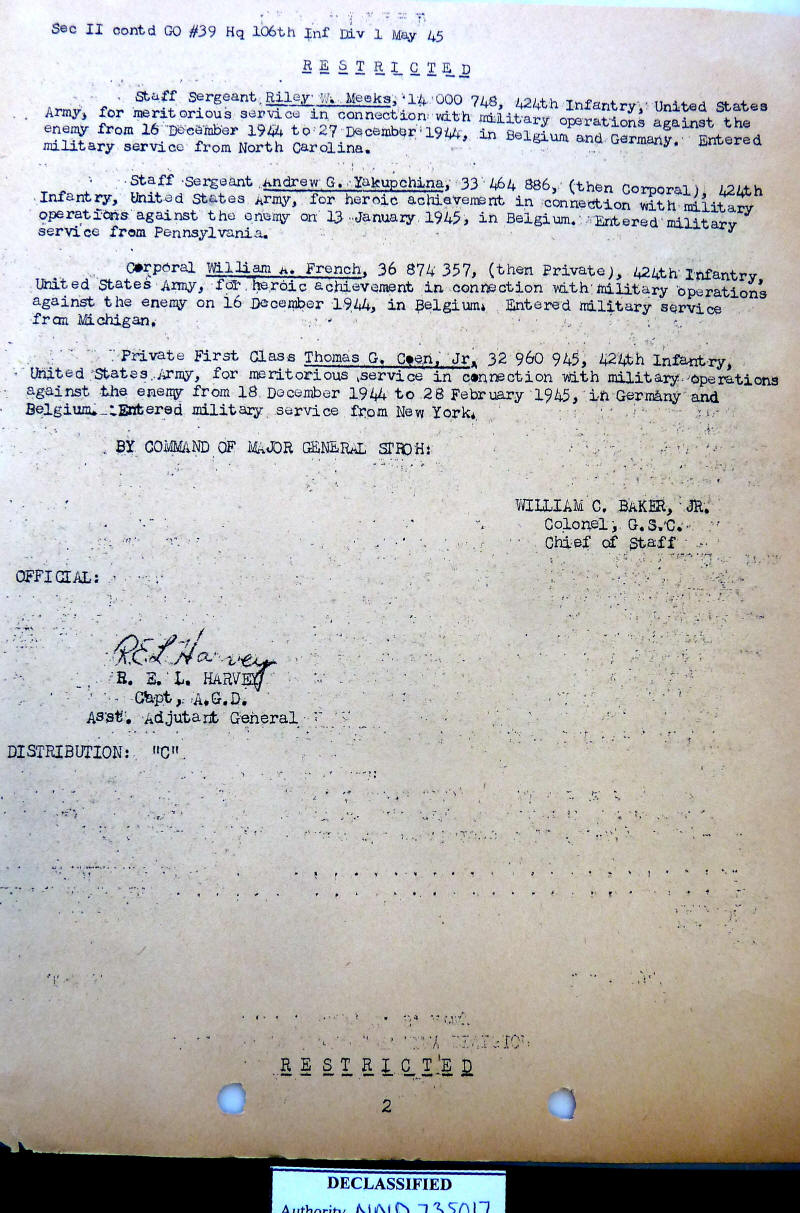 Sec II contd GO #39 Hq 106th Inf Div 1 May 45
R E S T R I C T E D
Staff Sergeant Riley W. Meeks, 14 000 748, 424th Infantry, United States
Army, for meritorious service in connection with military operations against the
enemy from 16 December 1944 to 27 December 1944, in Belgium and Germany. Entered
military service from North Carolina.
Staff Sergeant Andrew G. Yakupchina, 33 464 886, (then Corporal), 424th
Infantry, United States Army, for heroic achievement in connection with military
operations against the enemy on 13 January 1945, in Belgium. Entered military
service from Pennsylvania.
Corporal William A. French, 36 874 357, (then Private), 424th Infantry,
United States Army, for heroic achievement in connection with military operations
against the enemy on 16 December 1944, in Belgium. Entered military service
from Michigan.
Private First Class Thomas G. Coen, Jr, 32 960 945, 424th Infantry,
United States Army, for meritorious service in connection with military operations
against the enemy from 18 December 1944 to 28 February 1945, in Germany and
Belgium. Entered military service from New York.
BY COMMAND OF MAJOR GENERAL STROH:
WILLIAM C. BAKER, JR.
Colonel, G.S.C.
Chief of Staff
OFFICIAL:
R.E.L Harvey
R. E. L. HARVEY
Capt, A.G.D.
Asst. Adjutant General
DISTRIBUTION: "C"
R E S T R I C T E D
2
DECLASSIFIED
Authority NND 735017